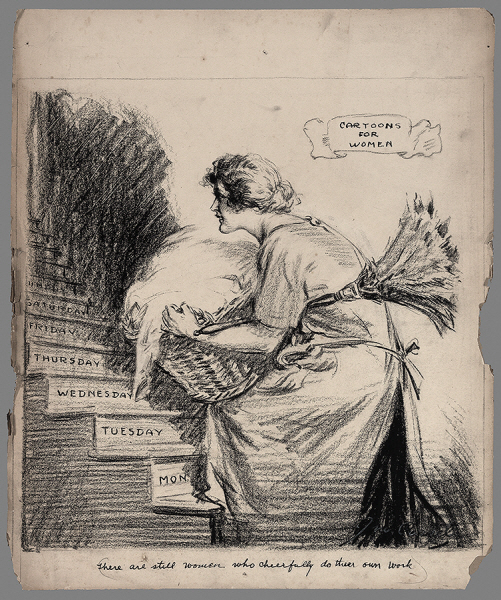 CARTOONS
FOR
WOMEN
SATURDAY
FRIDAY
THURSDAY
WEDNESDAY
TUESDAY
MON
There are still women who cheerfully do their own work